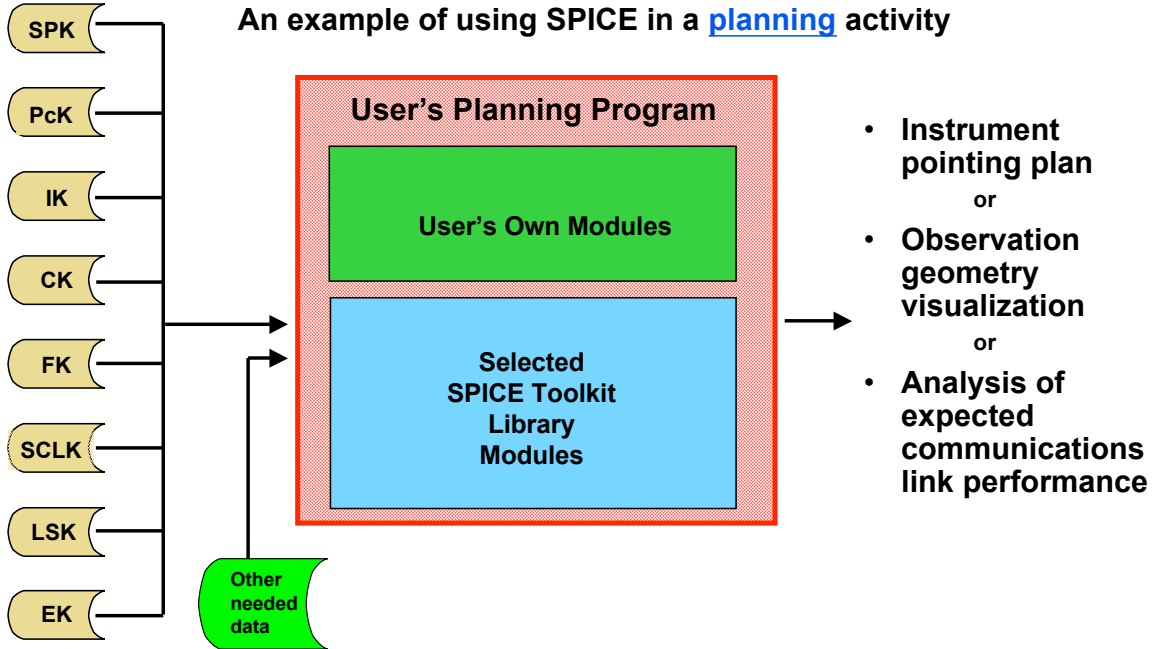 An example of using SPICE in a planning activity
SPK
PcK
IK
CK
FK
SCLK
LSK
EK
Other
needed
data
User's Planning Program
User's Own Modules
Selected
SPICE Toolkit
Library
Modules
• Instrument
pointing plan
or
• Observation
geometry
visualization
or
• Analysis of
expected
communications
link performance